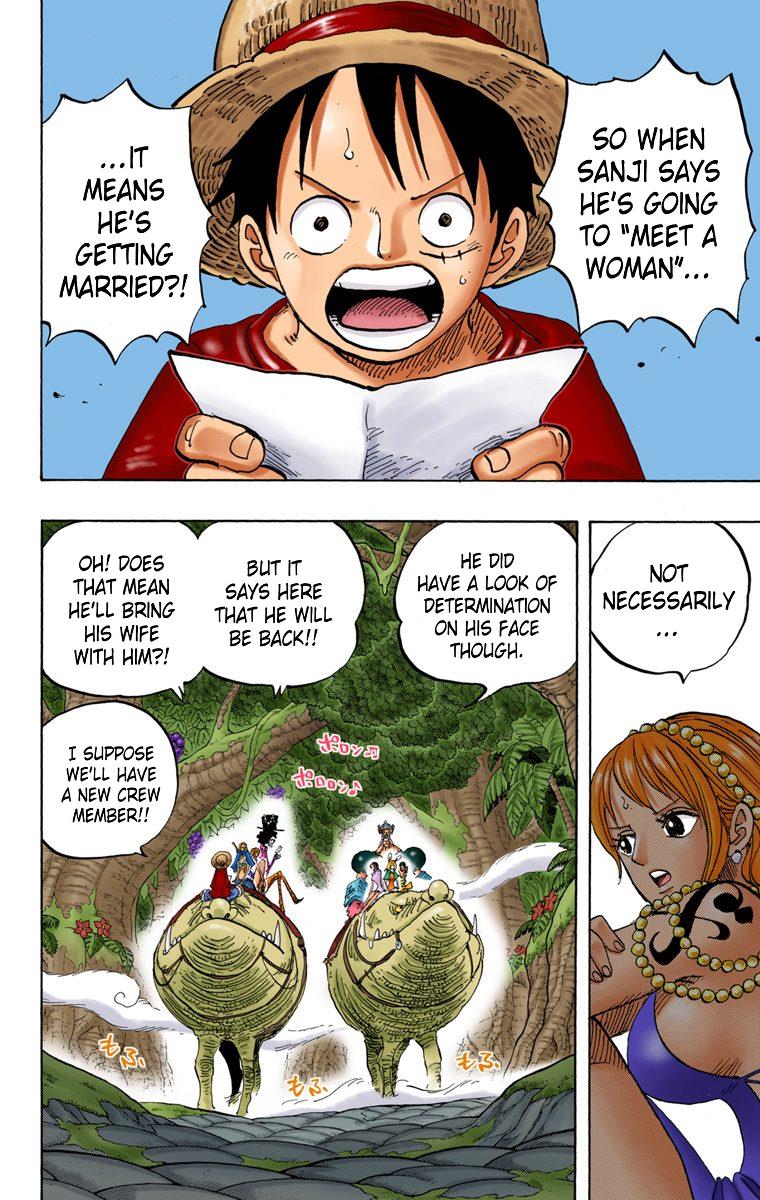 SO WHEN
SANJI SAYS
HE'S GOING
TO "MEET A
WOMAN"...
...IT
MEANS
HE'S
GETTING
MARRIED?!
NOT
NECESSARILY
...
HE DID
HAVE A LOOK OF
DETERMINATION
ON HIS FACE
THOUGH.
BUT IT
SAYS HERE
THAT HE WILL
BE BACK!!
OH! DOES
THAT MEAN
HE'LL BRING
HIS WIFE
WITH HIM?!
I SUPPOSE
WE'LL HAVE
A NEW CREW
MEMBER!!
ポロン♫
ポロロン♪
もふ
もふ
もふ